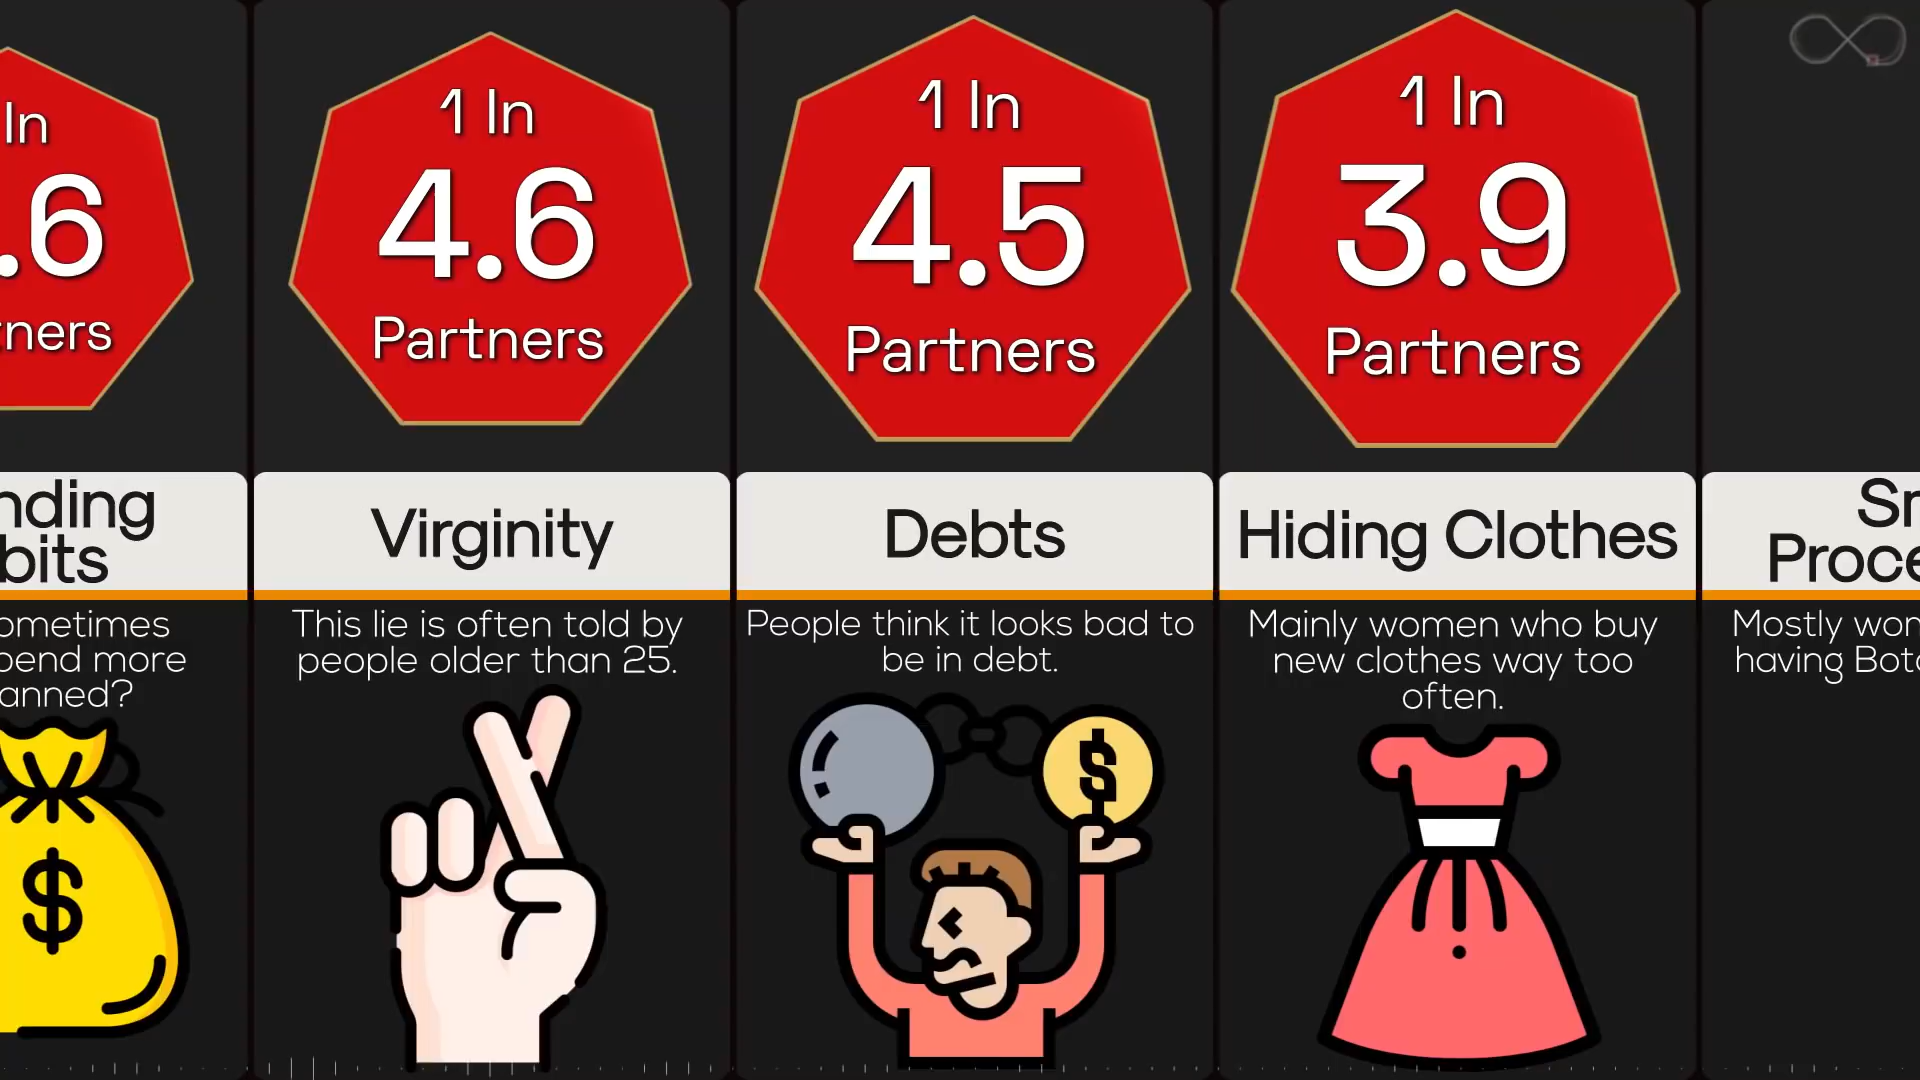 In
.6
ners
nding
bits
ometimes
pend more
anned?
$
1 In
4.6
Partners
Virginity
This lie is often told by
people older than 25.
1 In
4.5
Partners
Debts
People think it looks bad to
be in debt.
$
1 In
3.9
Partners
Hiding Clothes
Mainly women who buy
new clothes way too
often.
Sr
Proce
Mostly wom
having Boto